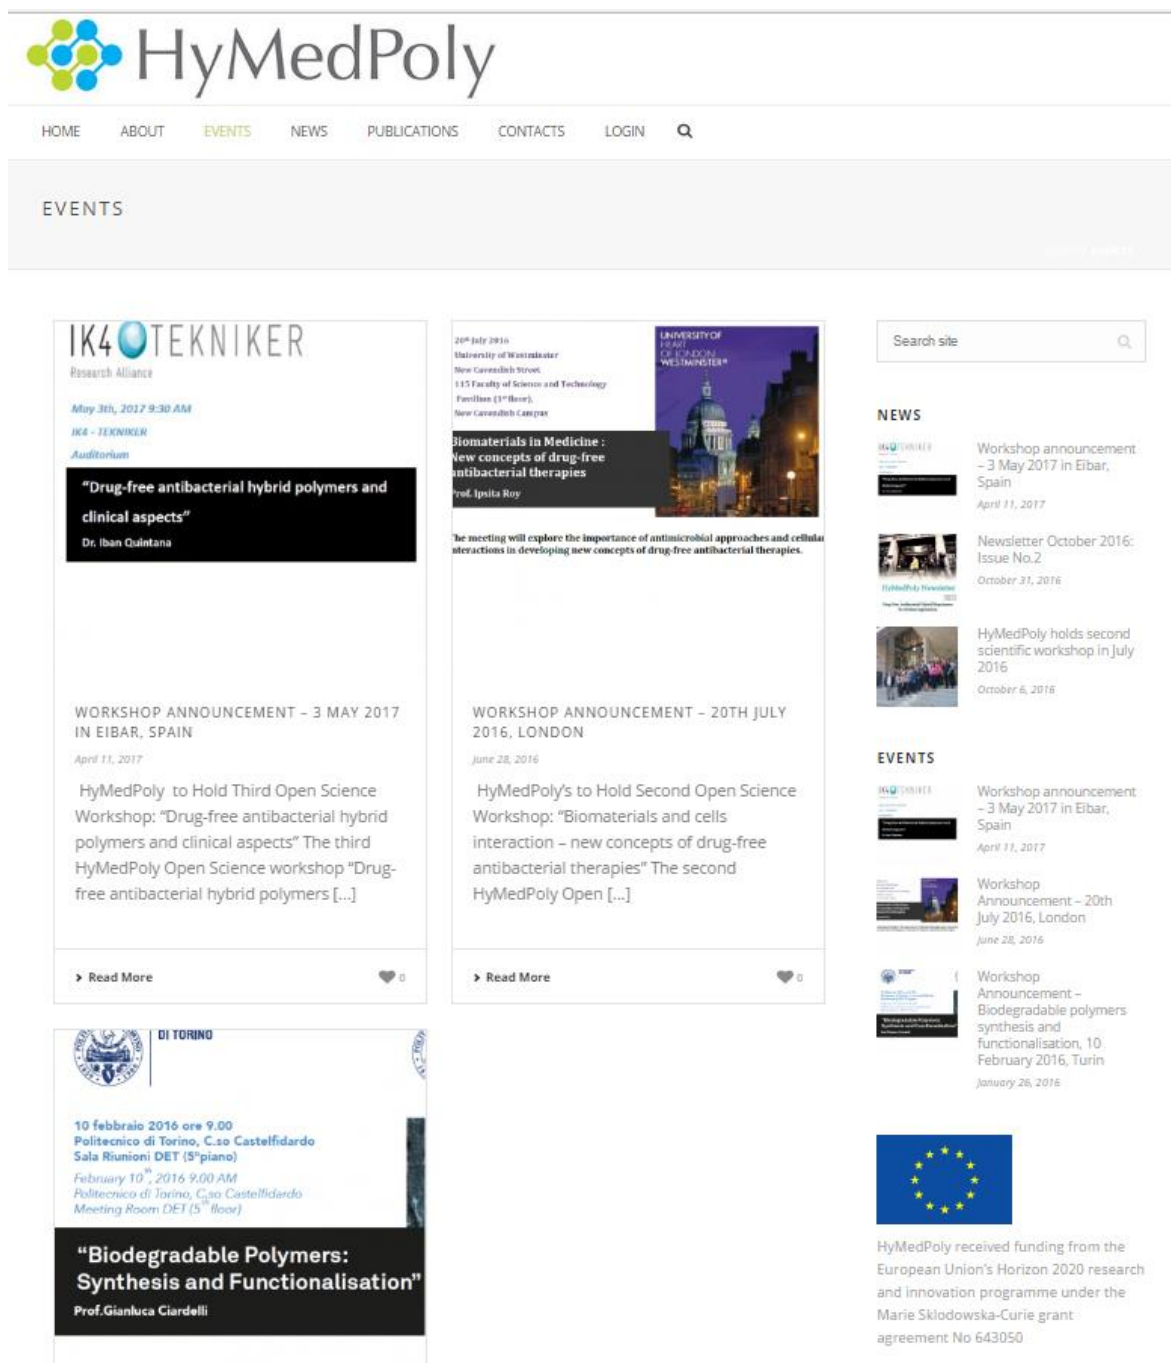 HyMedPoly
HOME ABOUT EVENTS NEWS PUBLICATIONS CONTACTS LOGIN
EVENTS
IK4 TEKNIKER
Research Alliance
May 3th, 2017 9:30 AM
IK4 - TEKNIKER
Auditorium
"Drug-free antibacterial hybrid polymers and
clinical aspects"
Dr. Iban Quintana
WORKSHOP ANNOUNCEMENT – 3 MAY 2017
IN EIBAR, SPAIN
April 11, 2017
HyMedPoly to Hold Third Open Science
Workshop: "Drug-free antibacterial hybrid
polymers and clinical aspects" The third
HyMedPoly Open Science workshop "Drug-
free antibacterial hybrid polymers [...]
Read More
0
20th July 2016
University of Westminster
New Cavendish Street
115 Faculty of Science and Technology
Pavilion (1st floor),
New Cavendish Campus
UNIVERSITY OF
HEART
OF LONDON
WESTMINSTER
Biomaterials in Medicine :
New concepts of drug-free
antibacterial therapies
Prof. Ipsita Roy
he meeting will explore the importance of antimicrobial approaches and cellula
nteractions in developing new concepts of drug-free antibacterial therapies.
WORKSHOP ANNOUNCEMENT – 20TH JULY
2016, LONDON
June 28, 2016
HyMedPoly's to Hold Second Open Science
Workshop: "Biomaterials and cells
interaction – new concepts of drug-free
antibacterial therapies" The second
HyMedPoly Open [...]
Read More
0
DI TORINO
10 febbraio 2016 ore 9.00
Politecnico di Torino, C.so Castelfidardo
Sala Riunioni DET (5°piano)
February 10th, 2016 9.00 AM
Politecnico di Torino, C.so Castelfidardo
Meeting Room DET (5th floor)
"Biodegradable Polymers:
Synthesis and Functionalisation"
Prof.Gianluca Ciardelli
Search site
NEWS
Workshop announcement
– 3 May 2017 in Eibar,
Spain
April 11, 2017
Newsletter October 2016:
Issue No.2
October 31, 2016
HyMedPoly Newsletter
HyMedPoly holds second
scientific workshop in July
2016
October 6, 2016
EVENTS
Workshop announcement
– 3 May 2017 in Eibar,
Spain
April 11, 2017
Workshop
Announcement – 20th
July 2016, London
June 28, 2016
Workshop
Announcement –
Biodegradable polymers
synthesis and
functionalisation, 10
February 2016, Turin
January 26, 2016
HyMedPoly received funding from the
European Union's Horizon 2020 research
and innovation programme under the
Marie Sklodowska-Curie grant
agreement No 643050